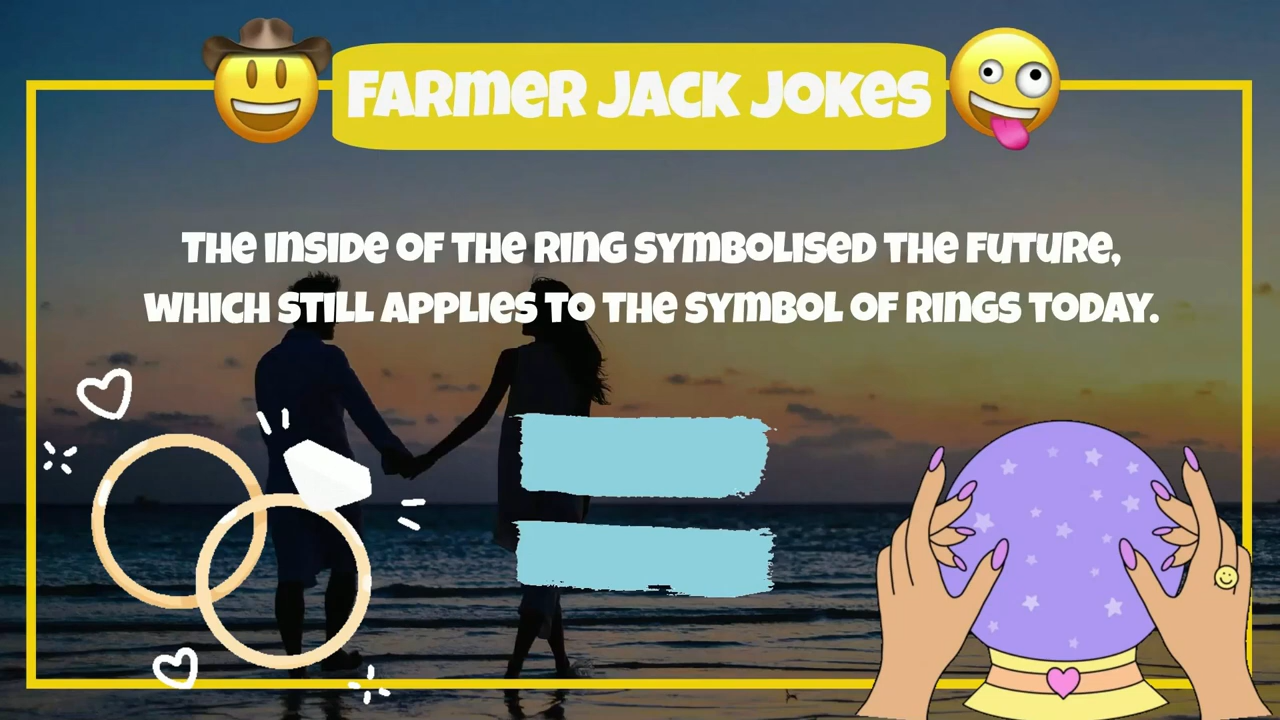 FARMER JACK JOKES
THE INSIDE OF THE RING SYMBOLISED THE FUTURE,
WHICH STILL APPLIES TO THE SYMBOL OF RINGS TODAY.